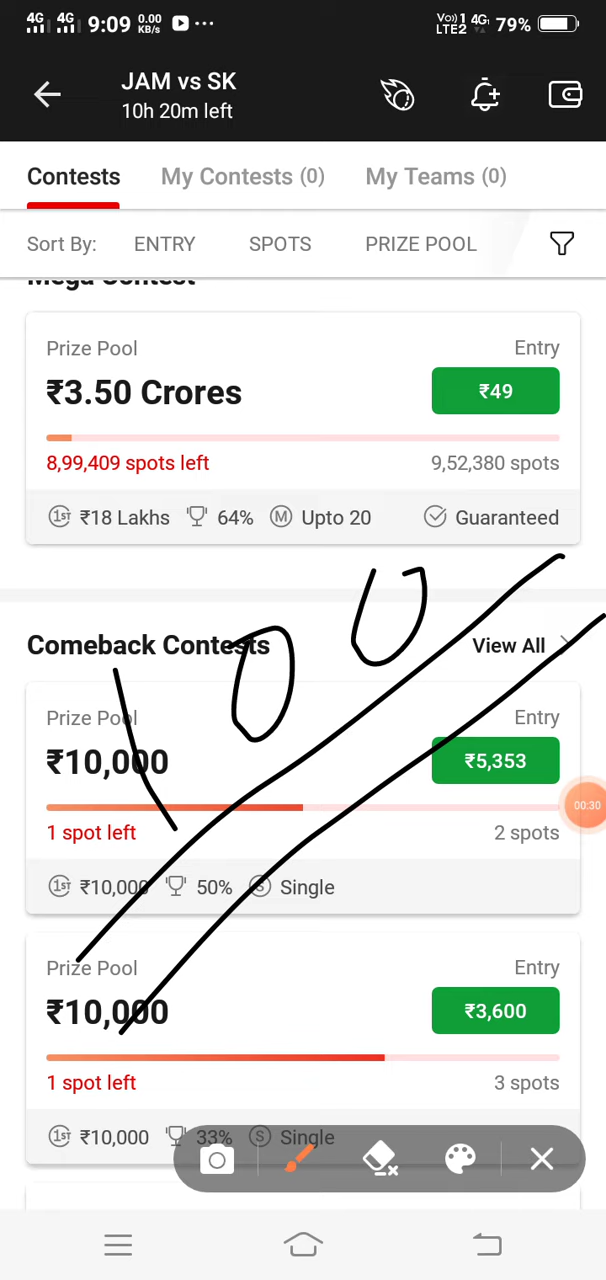 4G 4G 9:09 0.00 KB/s ... Vo)) 1 LTE2 4G 79%
JAM vs SK
10h 20m left
Contests My Contests (0) My Teams (0)
Sort By: ENTRY SPOTS PRIZE POOL
Mega Contest
Prize Pool Entry
₹3.50 Crores ₹49
8,99,409 spots left 9,52,380 spots
1ST ₹18 Lakhs 64% M Upto 20 Guaranteed
100
Comeback Contests View All
Prize Pool Entry
₹10,000 ₹5,353
00:30
1 spot left 2 spots
1ST ₹10,000 50% S Single
Prize Pool Entry
₹10,000 ₹3,600
1 spot left 3 spots
1ST ₹10,000 33% S Single